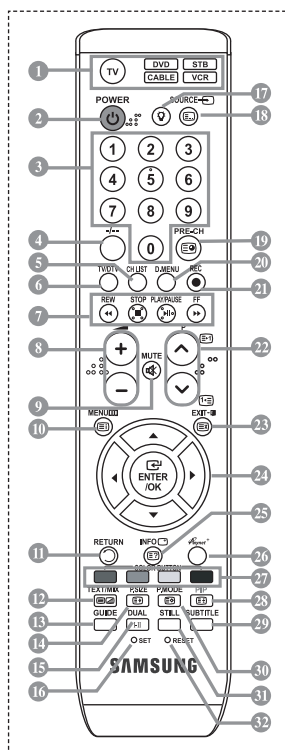 DVD STB
1 TV CABLE VCR
POWER SOURCE 17
2 18
3 1 2 3
4 5 6
7 8 9
-/-- 0 PRE-CH
4 19
5 TV/DTV CH LIST D.MENU REC 20
6 21
REW STOP PLAY/PAUSE FF
7
8 + P 22
MUTE
9 −
MENU EXIT 23
10
ENTER
/OK 24
25
RETURN INFO
11 26
COLOR BUTTON 27
TEXT/MIX P.SIZE P.MODE PIP
12 28
GUIDE DUAL STILL SUBTITLE
13 I-II 29
14 30
15 SET RESET 31
16 SAMSUNG 32